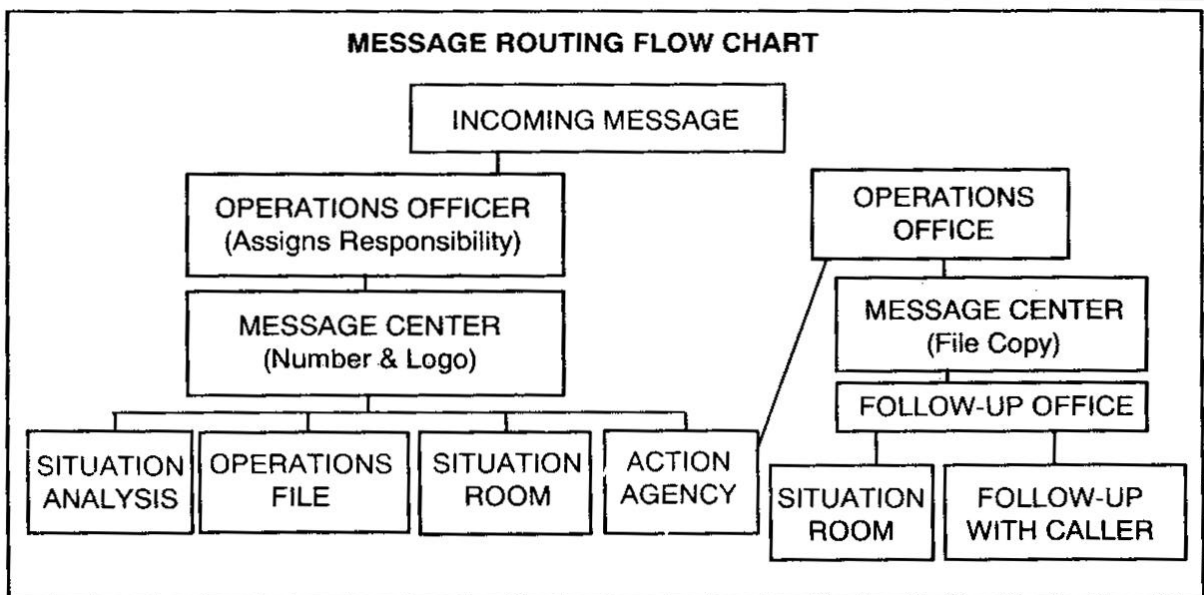 MESSAGE ROUTING FLOW CHART
INCOMING MESSAGE
OPERATIONS OFFICER
(Assigns Responsibility)
MESSAGE CENTER
(Number & Logo)
SITUATION
ANALYSIS
OPERATIONS
FILE
SITUATION
ROOM
ACTION
AGENCY
OPERATIONS
OFFICE
MESSAGE CENTER
(File Copy)
FOLLOW-UP OFFICE
SITUATION
ROOM
FOLLOW-UP
WITH CALLER